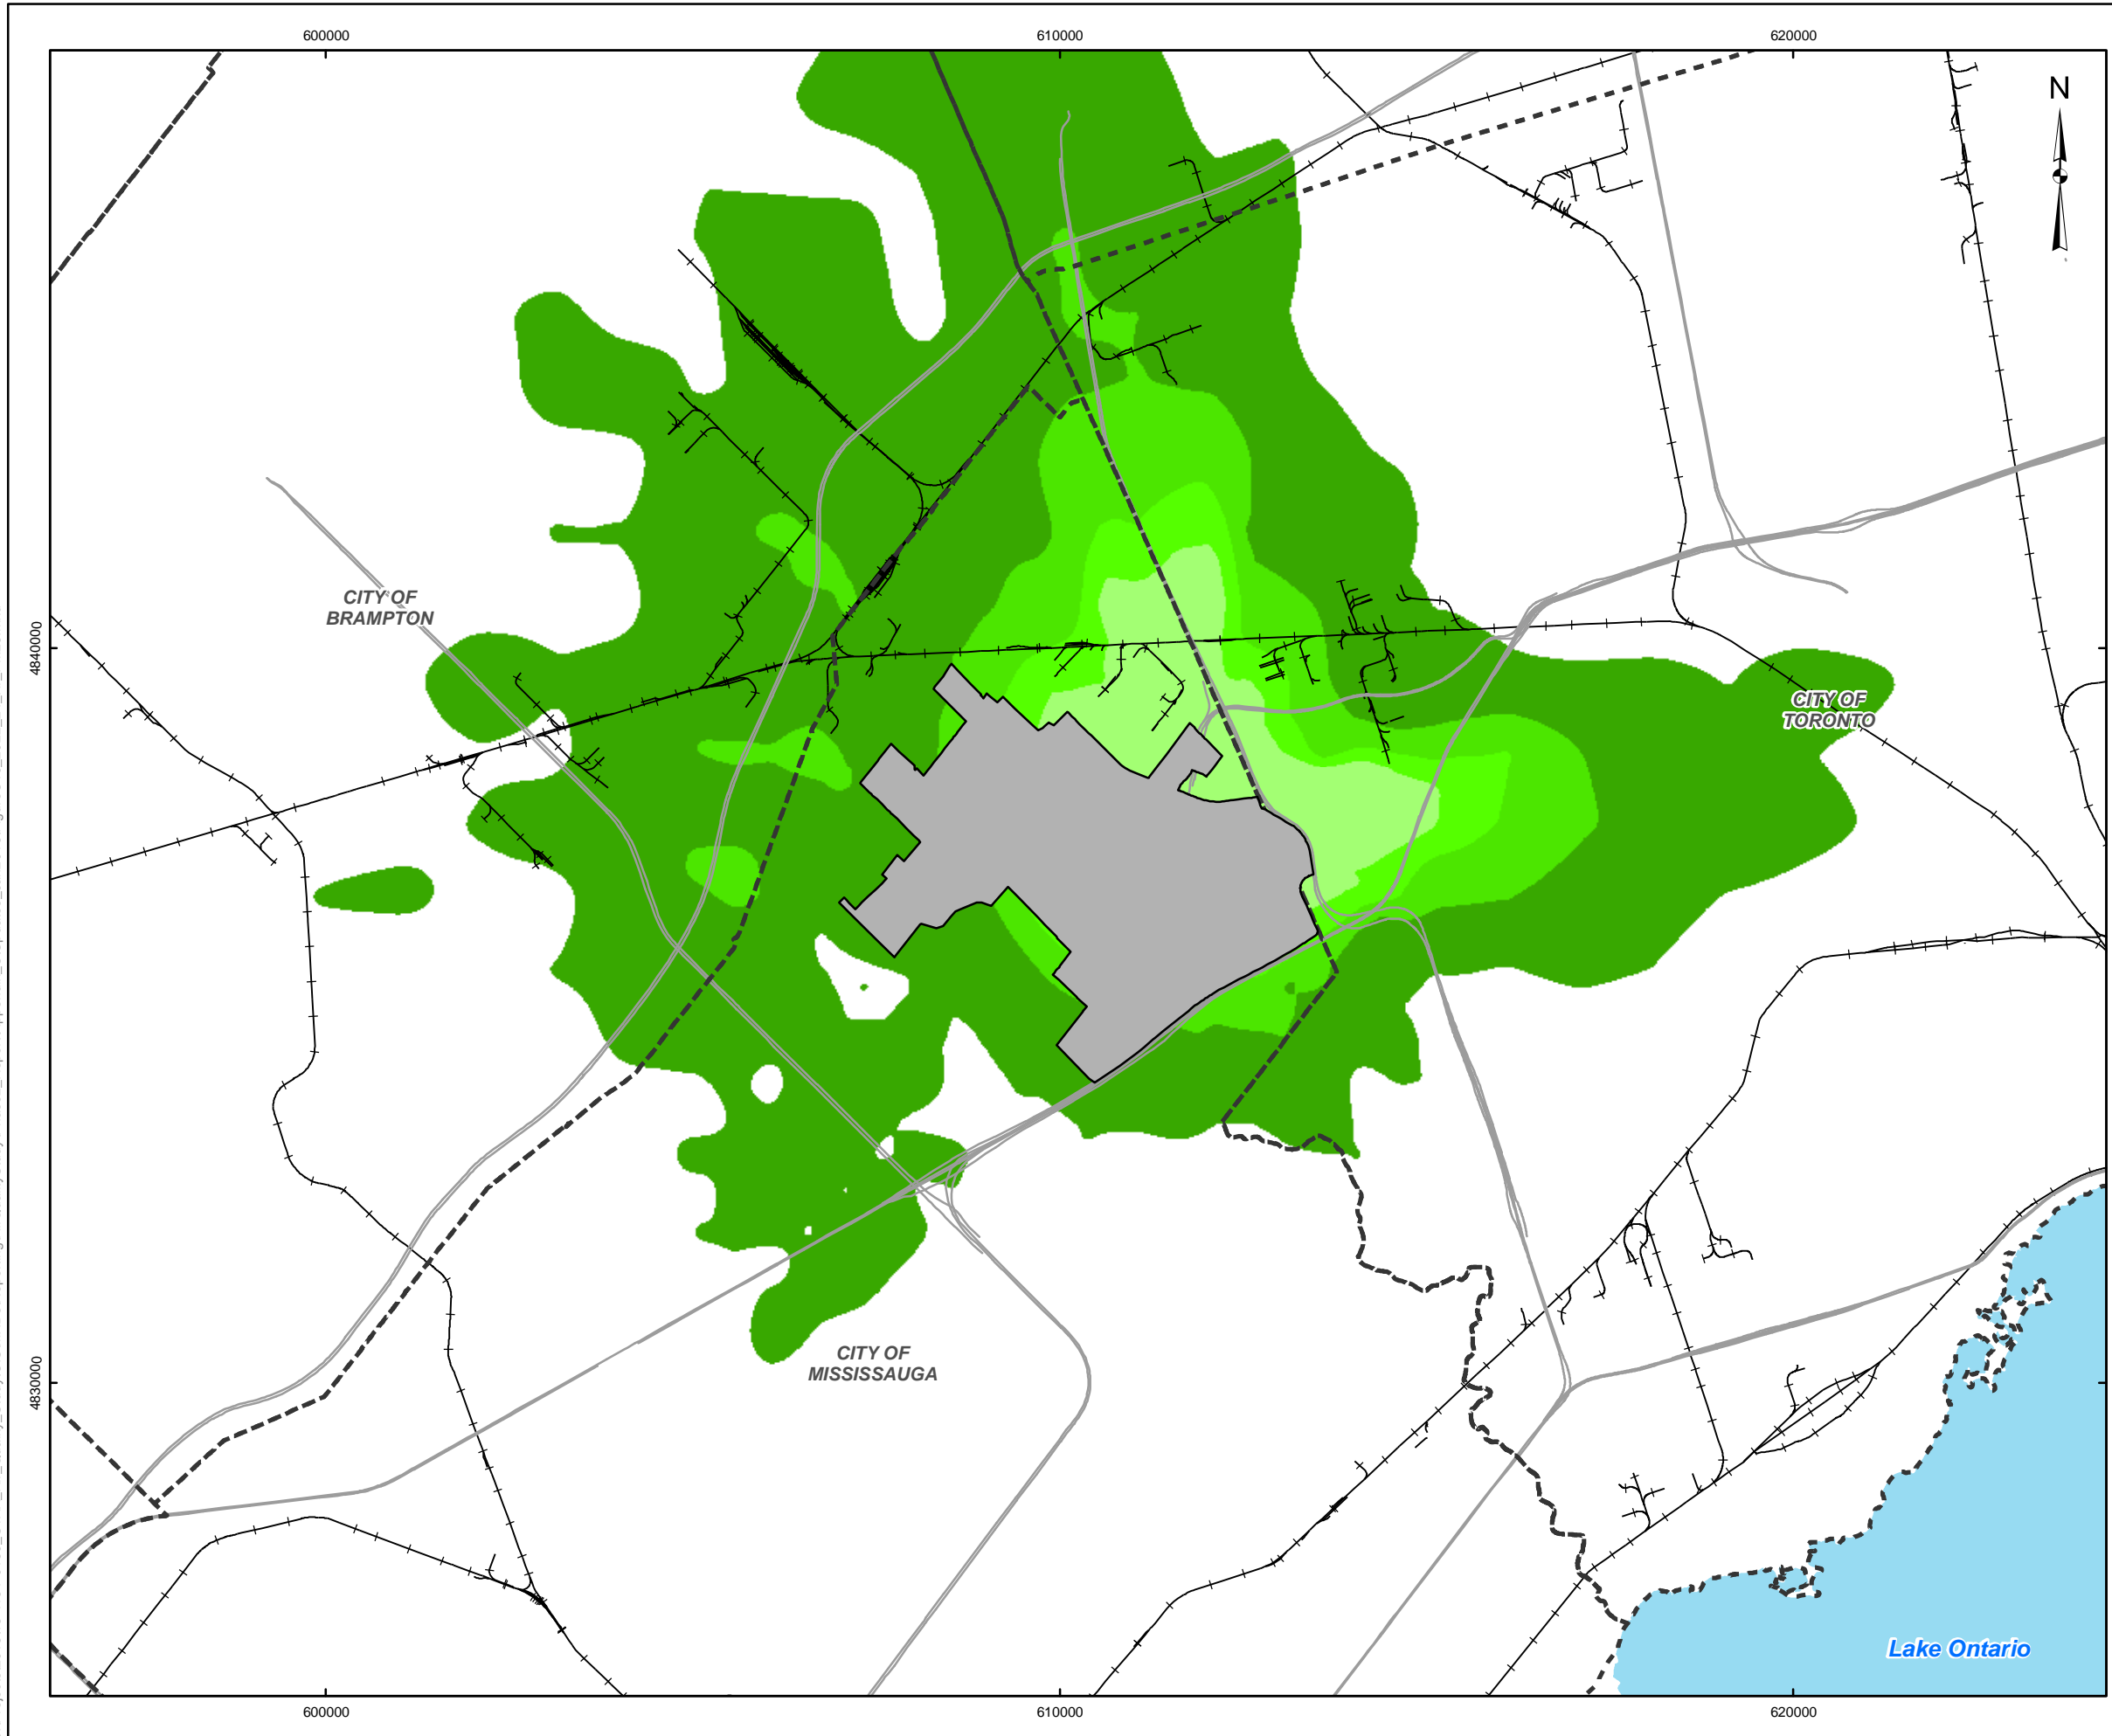 600000
610000
620000
N
4840000
CITY OF
BRAMPTON
CITY OF
TORONTO
4830000
CITY OF
MISSISSAUGA
Lake Ontario
600000
610000
620000